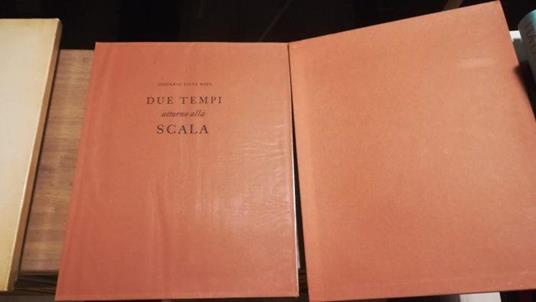 DUE TEMPI
attorno alla
SCALA